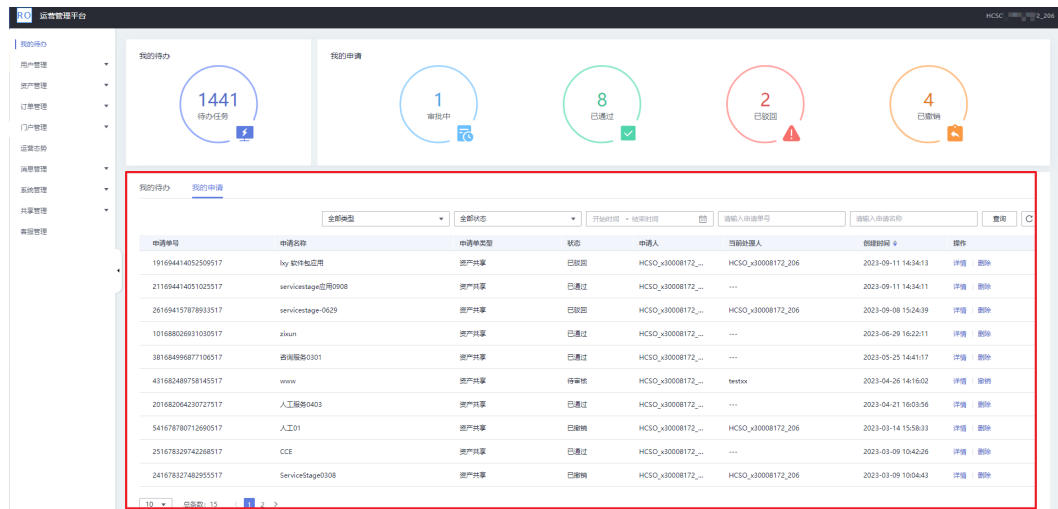 RO 运营管理平台 HCSC 2_206
我的待办
用户管理
资产管理
订单管理
门户管理
运营态势
消息管理
系统管理
共享管理
客服管理
我的待办
1441
待办任务
我的申请
1
审批中
8
已通过
2
已驳回
4
已撤销
我的待办 我的申请
全部类型 全部状态 开始时间 - 结束时间 请输入申请单号 请输入申请名称 查询
申请单号 申请名称 申请单类型 状态 申请人 当前处理人 创建时间 操作
191694414052509517 lxy 软件包应用 资产共享 已驳回 HCSO_x30008172_... HCSO_x30008172_206 2023-09-11 14:34:13 详情 删除
211694414051025517 servicestage应用0908 资产共享 已通过 HCSO_x30008172_... --- 2023-09-11 14:34:11 详情 删除
261694157878933517 servicestage-0629 资产共享 已驳回 HCSO_x30008172_... HCSO_x30008172_206 2023-09-08 15:24:39 详情 删除
101688026931030517 zixun 资产共享 已通过 HCSO_x30008172_... --- 2023-06-29 16:22:11 详情 删除
381684996877106517 咨询服务0301 资产共享 已通过 HCSO_x30008172_... --- 2023-05-25 14:41:17 详情 删除
431682489758145517 www 资产共享 待审核 HCSO_x30008172_... testxx 2023-04-26 14:16:02 详情 撤销
201682064230727517 人工服务0403 资产共享 已通过 HCSO_x30008172_... --- 2023-04-21 16:03:56 详情 删除
541678780712690517 人工01 资产共享 已撤销 HCSO_x30008172_... HCSO_x30008172_206 2023-03-14 15:58:33 详情 删除
251678329742268517 CCE 资产共享 已通过 HCSO_x30008172_... --- 2023-03-09 10:42:26 详情 删除
241678327482955517 ServiceStage0308 资产共享 已撤销 HCSO_x30008172_... HCSO_x30008172_206 2023-03-09 10:04:43 详情 删除
10 总条数: 15 < 1 2 >